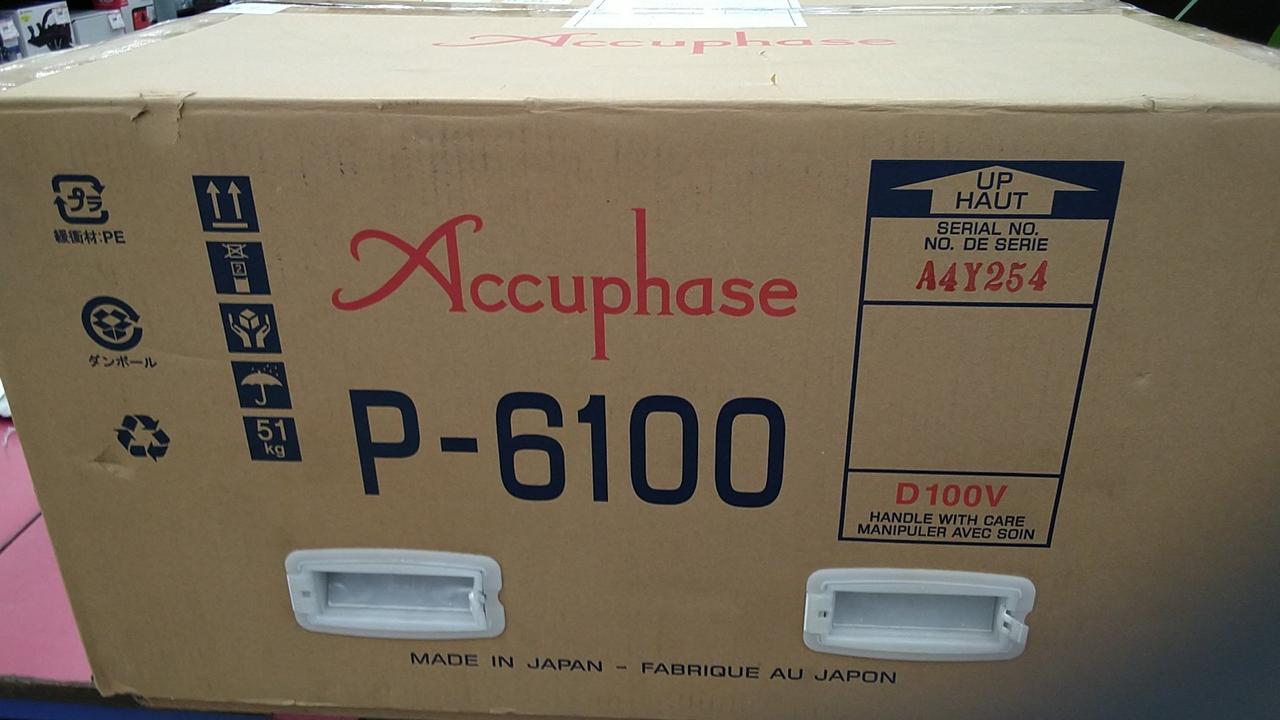 Accuphase
プラ
緩衝材:PE
ダンボール
2
51
kg
Accuphase
P-6100
UP
HAUT
SERIAL NO.
NO. DE SERIE
A4Y254
D100V
HANDLE WITH CARE
MANIPULER AVEC SOIN
MADE IN JAPAN - FABRIQUE AU JAPON